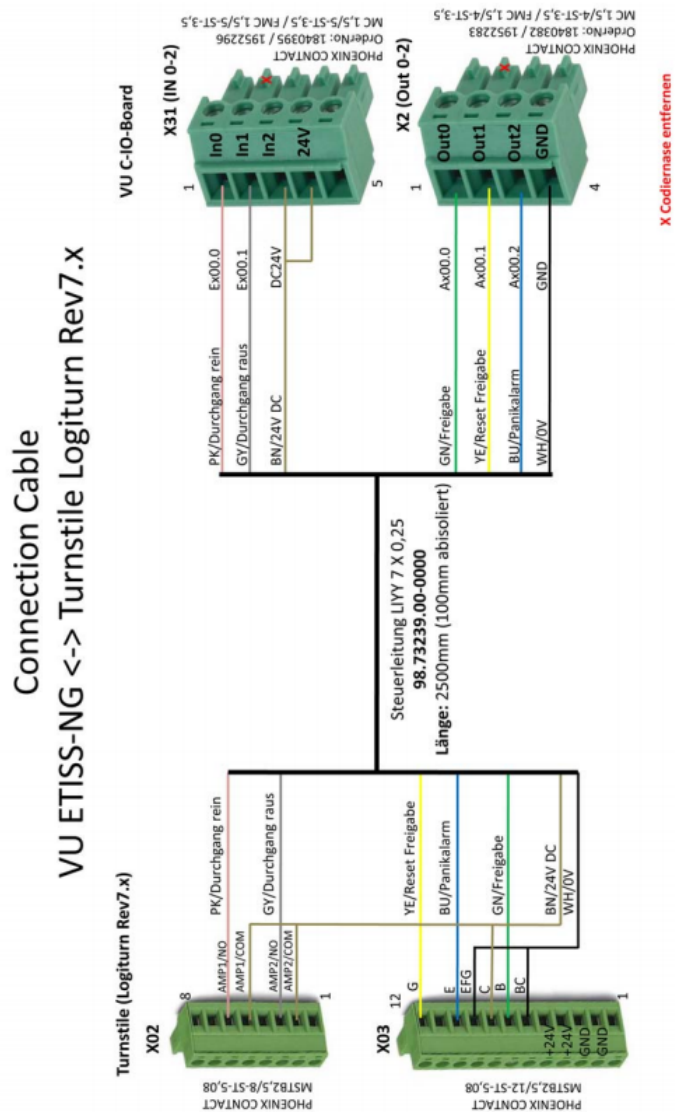 Connection Cable
VU ETISS-NG <-> Turnstile Logiturn Rev7.x
Turnstile (Logiturn Rev7.x)
X02
PHOENIX CONTACT
MSTB2,5/8-ST-5,08
8
1
AMP1/NO
AMP1/COM
AMP2/NO
AMP2/COM
PK/Durchgang rein
GY/Durchgang raus
X03
PHOENIX CONTACT
MSTB2,5/12-ST-5,08
12
1
G
E
EFG
C
B
BC
+24V
+24V
GND
GND
YE/Reset Freigabe
BU/Panikalarm
GN/Freigabe
BN/24V DC
WH/0V
Steuerleitung LIYY 7 X 0,25
98.73239.00-0000
Länge: 2500mm (100mm abisoliert)
VU C-IO-Board
X31 (IN 0-2)
PHOENIX CONTACT
OrderNo: 1840395 / 1952296
MC 1,5/5-ST-3,5 / FMC 1,5/5-ST-3,5
1
5
In0
In1
In2
24V
X
PK/Durchgang rein
Ex00.0
GY/Durchgang raus
Ex00.1
BN/24V DC
DC24V
X2 (Out 0-2)
PHOENIX CONTACT
OrderNo: 1840382 / 1952283
MC 1,5/4-ST-3,5 / FMC 1,5/4-ST-3,5
1
4
Out0
Out1
Out2
GND
X
GN/Freigabe
Ax00.0
YE/Reset Freigabe
Ax00.1
BU/Panikalarm
Ax00.2
WH/0V
GND
X Codiernase entfernen